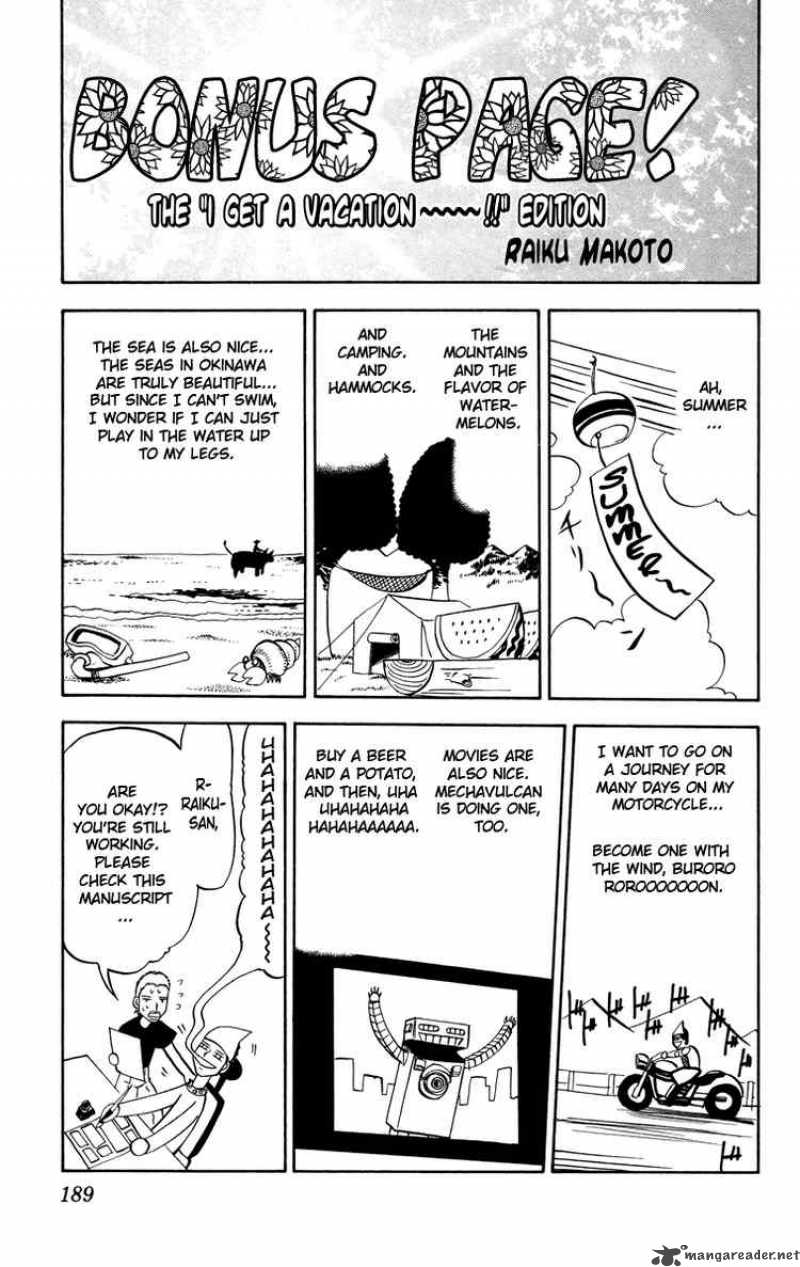 BONUS PAGE!
THE "I GET A VACATION~~~~!!" EDITION
RAIKU MAKOTO
AH,
SUMMER
...
SUMMER~
チリーン
THE
MOUNTAINS
AND THE
FLAVOR OF
WATER-
MELONS.
AND
CAMPING.
AND
HAMMOCKS.
THE SEA IS ALSO NICE...
THE SEAS IN OKINAWA
ARE TRULY BEAUTIFUL...
BUT SINCE I CAN'T SWIM,
I WONDER IF I CAN JUST
PLAY IN THE WATER UP
TO MY LEGS.
I WANT TO GO ON
A JOURNEY FOR
MANY DAYS ON MY
MOTORCYCLE...
BECOME ONE WITH
THE WIND, BURORO
ROROOOOOOON.
MOVIES ARE
ALSO NICE.
MECHAVULCAN
IS DOING ONE,
TOO.
BUY A BEER
AND A POTATO,
AND THEN, UHA
UHAHAHAHA
HAHAHAAAAAA.
UHAHAHAHAHAHAHA~~~
R-
RAIKU-
SAN,
ARE
YOU OKAY!?
YOU'RE STILL
WORKING.
PLEASE
CHECK THIS
MANUSCRIPT
...
189
mangareader.net